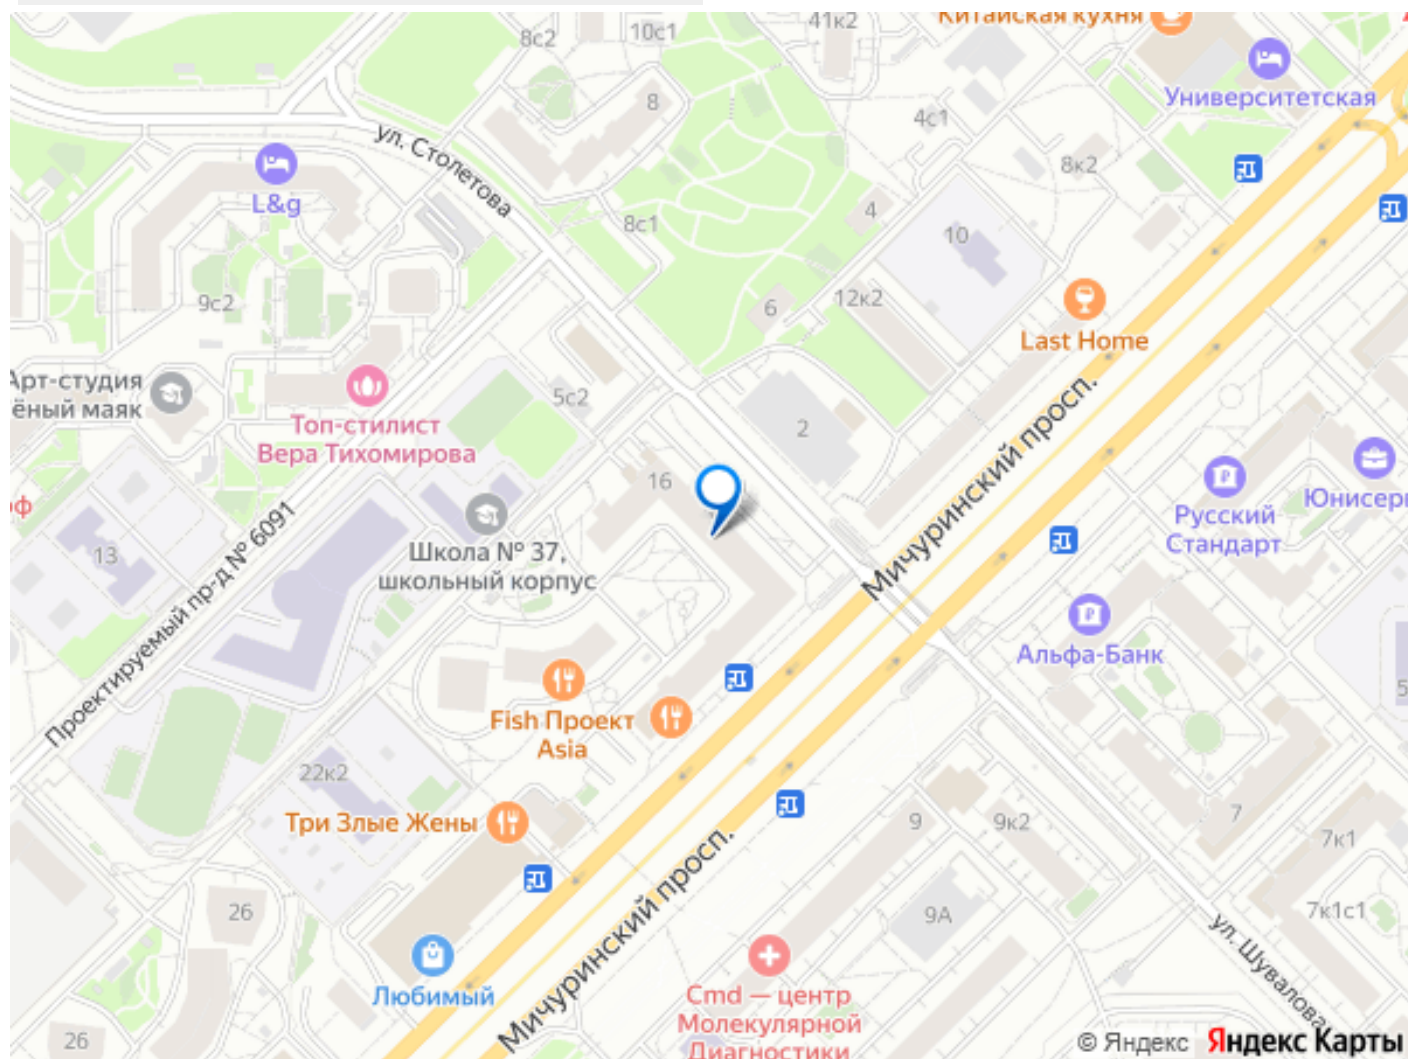 Китайская кухня
41к2
8с2
10с1
Университетская
8
4с1
ул. Столетова
8к2
L&g
4
8с1
10
9с2
12к2
6
Last Home
Арт-студия
ёный маяк
5с2
Топ-стилист
Вера Тихомирова
2
Мичуринский просп.
16
Юнисер
Русский
Стандарт
ф
13
Школа № 37,
школьный корпус
Проектируемый пр-д № 6091
Альфа-Банк
5
Fish Проект
Asia
22к2
Три Злые Жены
9
9к2
7
7к1
Мичуринский просп.
26
9А
7к1с1
ул. Шувалова
Любимый
Cmd — центр
Молекулярной
Диагностики
26
© Яндекс Яндекс Карты